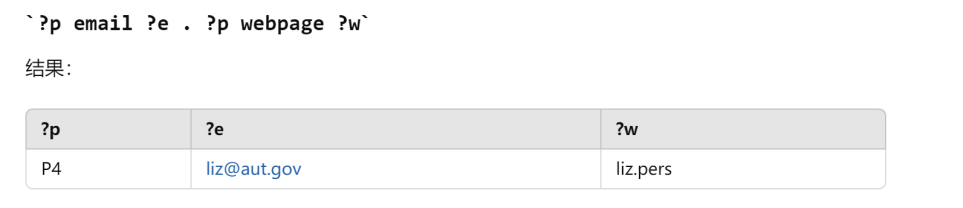 `?p email ?e . ?p webpage ?w`
结果：
?p ?e ?w
P4 liz@aut.gov liz.pers